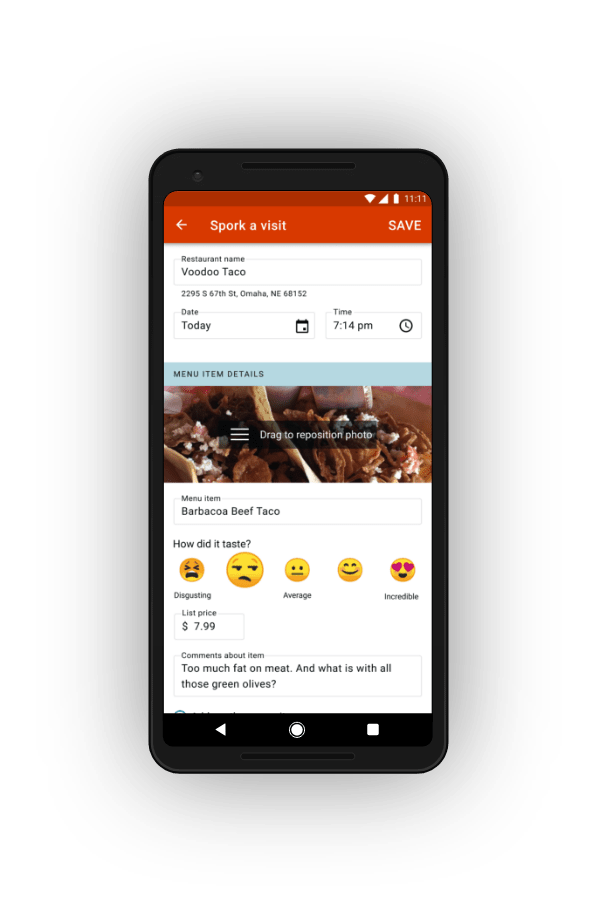 11:11
Spork a visit SAVE
Restaurant name
Voodoo Taco
2295 S 67th St, Omaha, NE 68152
Date Time
Today 7:14 pm
MENU ITEM DETAILS
Drag to reposition photo
Menu item
Barbacoa Beef Taco
How did it taste?
Disgusting Average Incredible
List price
$ 7.99
Comments about item
Too much fat on meat. And what is with all
those green olives?